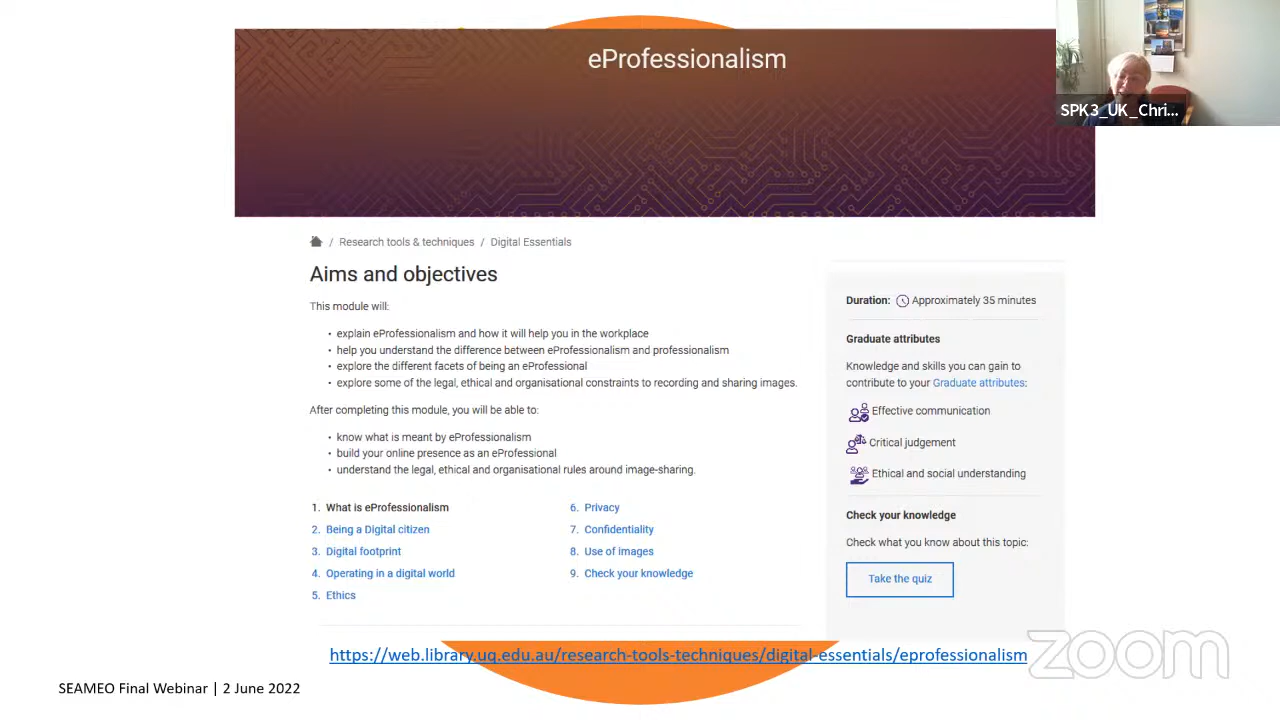 eProfessionalism
SPK3_UK_Chri...
/ Research tools & techniques / Digital Essentials
Aims and objectives
This module will:
• explain eProfessionalism and how it will help you in the workplace
• help you understand the difference between eProfessionalism and professionalism
• explore the different facets of being an eProfessional
• explore some of the legal, ethical and organisational constraints to recording and sharing images.
After completing this module, you will be able to:
• know what is meant by eProfessionalism
• build your online presence as an eProfessional
• understand the legal, ethical and organisational rules around image-sharing.
1. What is eProfessionalism
2. Being a Digital citizen
3. Digital footprint
4. Operating in a digital world
5. Ethics
6. Privacy
7. Confidentiality
8. Use of images
9. Check your knowledge
Duration: Approximately 35 minutes
Graduate attributes
Knowledge and skills you can gain to
contribute to your Graduate attributes:
Effective communication
Critical judgement
Ethical and social understanding
Check your knowledge
Check what you know about this topic:
Take the quiz
https://web.library.uq.edu.au/research-tools-techniques/digital-essentials/eprofessionalism
zoom
SEAMEO Final Webinar | 2 June 2022